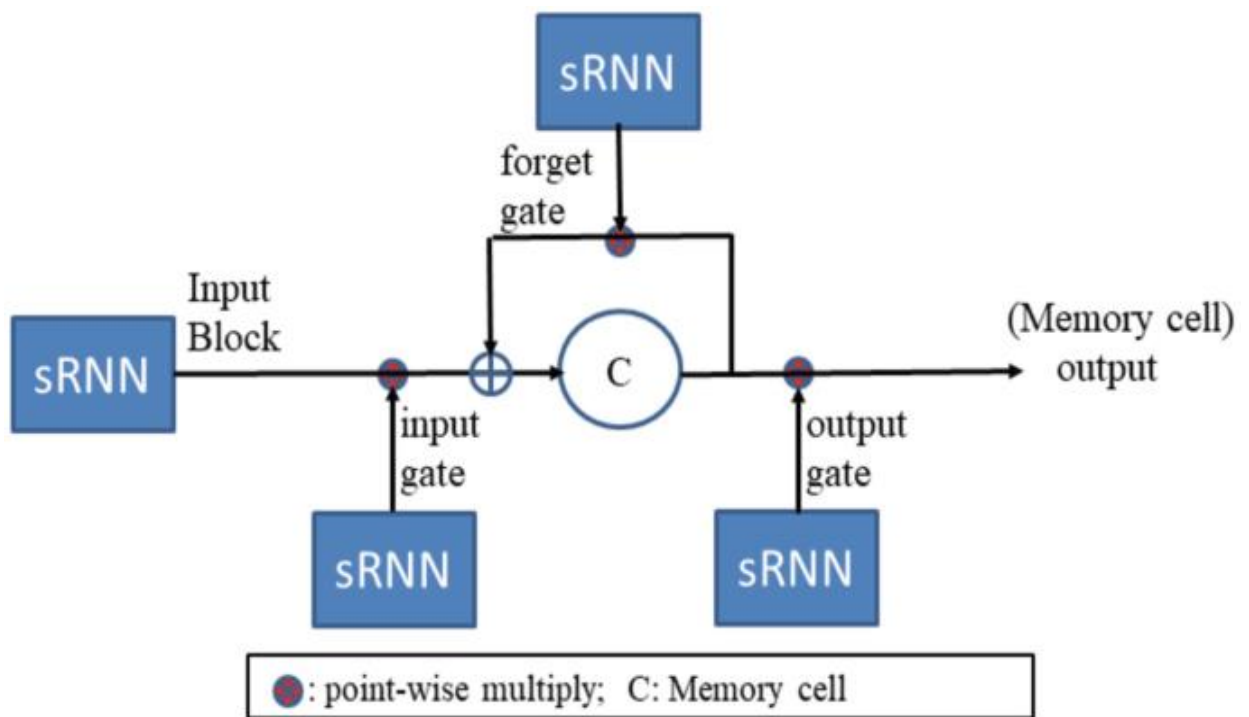 sRNN
forget
gate
Input
Block
sRNN
C
(Memory cell)
output
input
gate
output
gate
sRNN
sRNN
: point-wise multiply; C: Memory cell